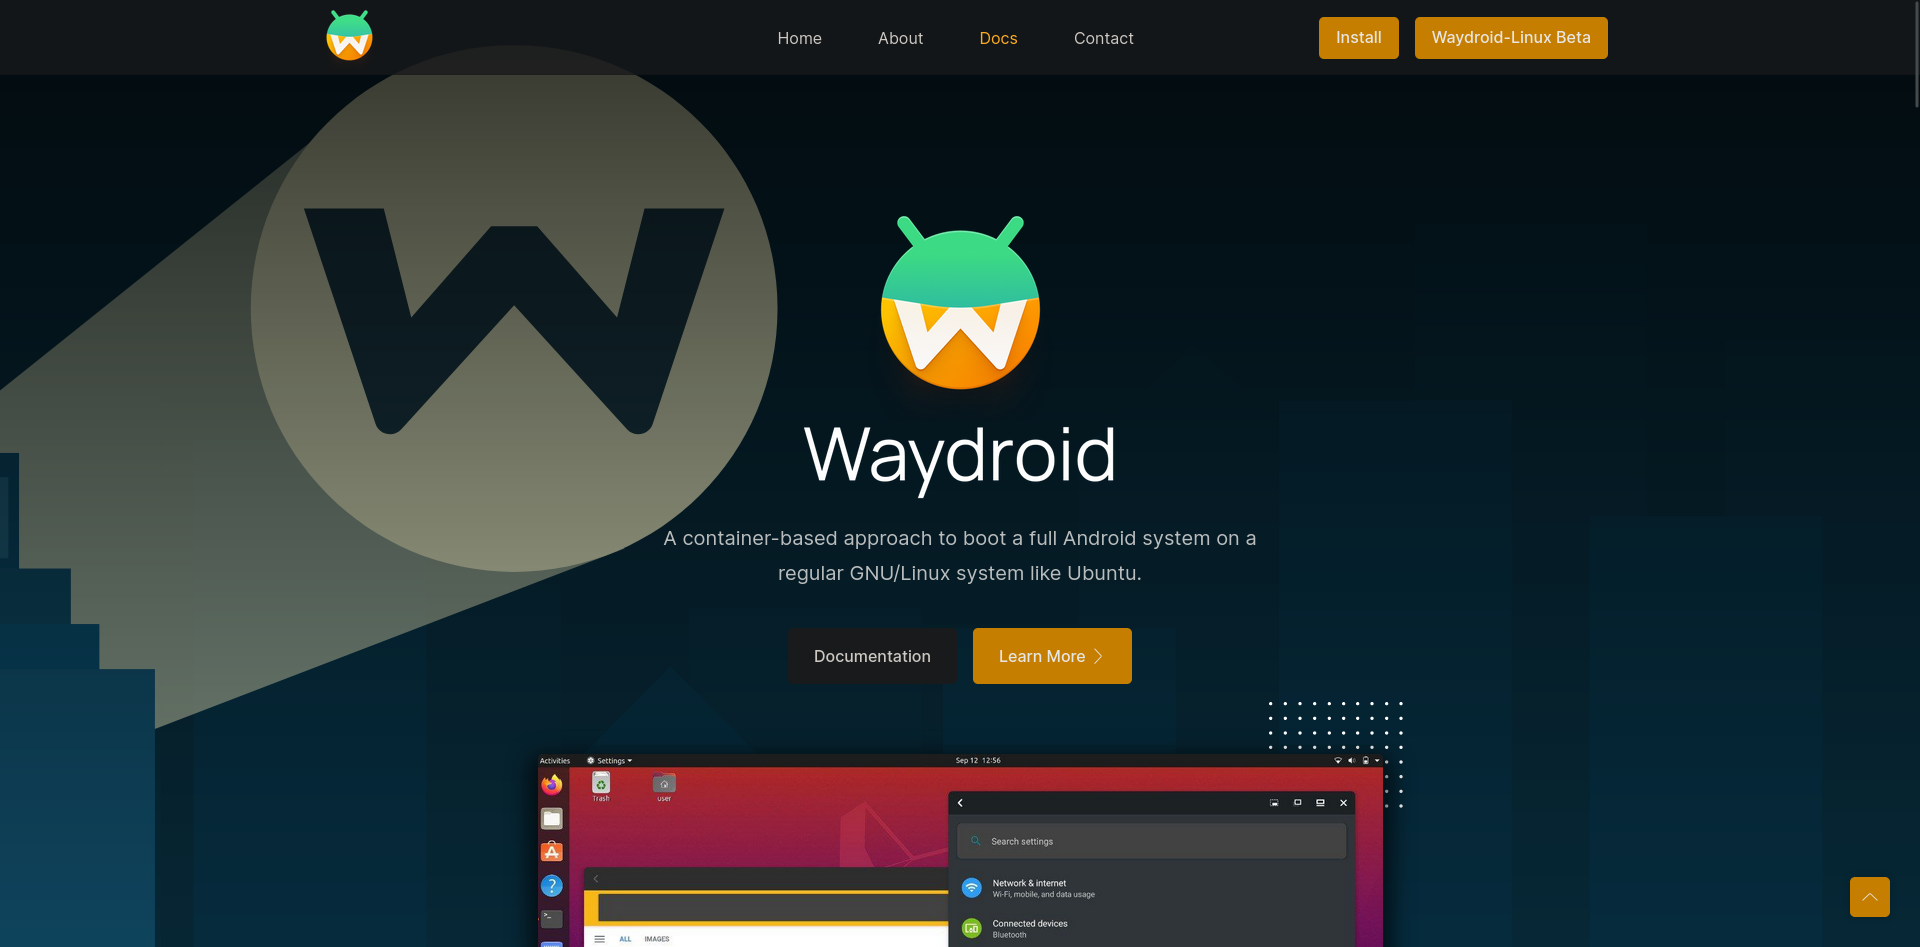 Home About Docs Contact Install Waydroid-Linux Beta
W
W
Waydroid
A container-based approach to boot a full Android system on a
regular GNU/Linux system like Ubuntu.
Documentation Learn More
Activities Settings Sep 12 12:56
Trash user
Search settings
Network & internet
Wi-Fi, mobile, and data usage
Connected devices
Bluetooth
ALL IMAGES